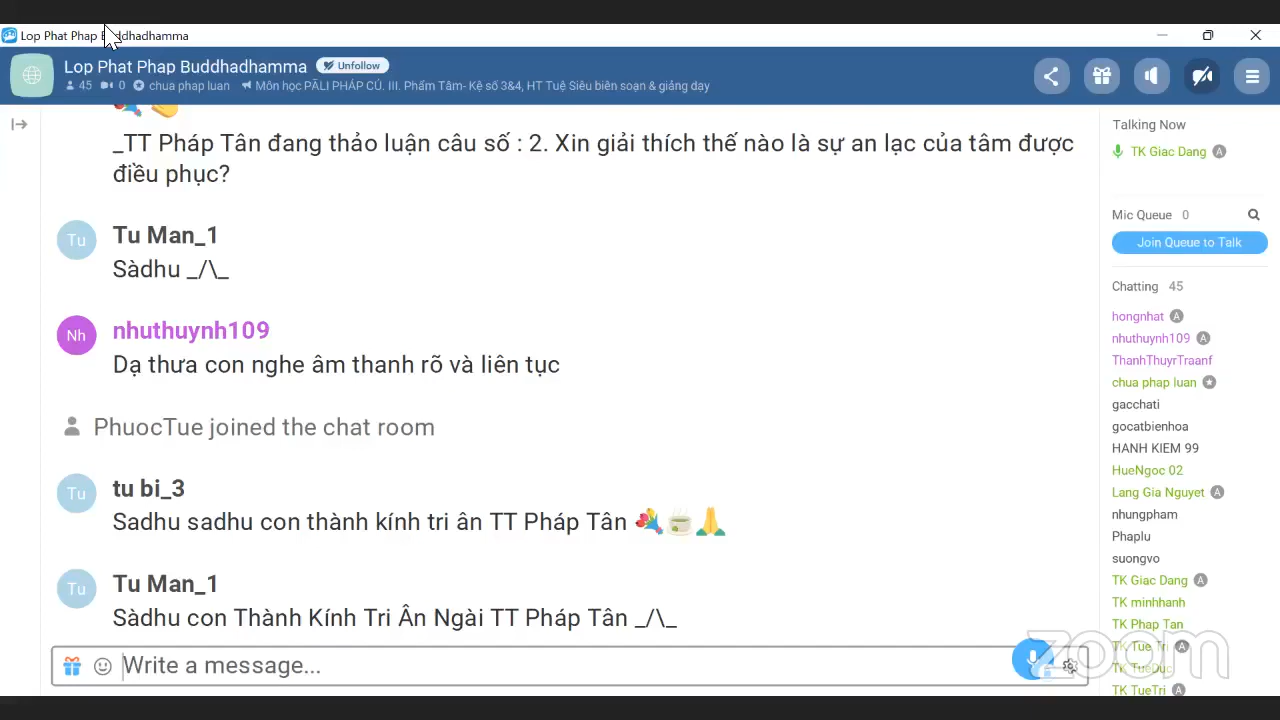 Lop Phat Phap Buddhadhamma
Lop Phat Phap Buddhadhamma Unfollow
45 0 chua phap luan Môn học PĀLI PHÁP CÚ. III. Phẩm Tâm- Kệ số 3&4, HT Tuệ Siêu biên soạn & giảng dạy
_TT Pháp Tân đang thảo luận câu số : 2. Xin giải thích thế nào là sự an lạc của tâm được
điều phục?
Tu Man_1
Tu
Sàdhu _/\_
nhuthuynh109
Nh
Dạ thưa con nghe âm thanh rõ và liên tục
PhuocTue joined the chat room
tu bi_3
Tu
Sadhu sadhu con thành kính tri ân TT Pháp Tân 💐🍵🙏
Tu Man_1
Tu
Sàdhu con Thành Kính Tri Ân Ngài TT Pháp Tân _/\_
Write a message...
Talking Now
TK Giac Dang A
Mic Queue 0
Join Queue to Talk
Chatting 45
hongnhat A
nhuthuynh109 A
ThanhThuyrTraanf
chua phap luan
gacchati
gocatbienhoa
HANH KIEM 99
HueNgoc 02
Lang Gia Nguyet A
nhungpham
Phaplu
suongvo
TK Giac Dang A
TK minhhanh
TK Phap Tan
TK Tue Tri A
TK TueDuc
TK TueTri A
zoom